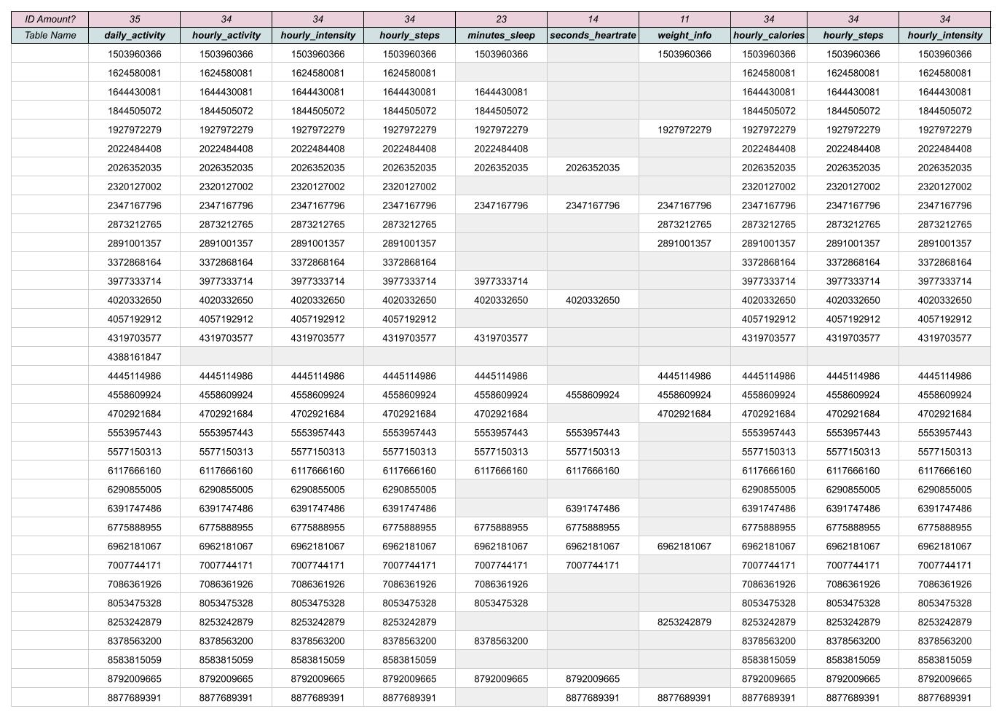 ID Amount? 35 34 34 34 23 14 11 34 34 34
Table Name daily_activity hourly_activity hourly_intensity hourly_steps minutes_sleep seconds_heartrate weight_info hourly_calories hourly_steps hourly_intensity
1503960366 1503960366 1503960366 1503960366 1503960366 1503960366 1503960366 1503960366 1503960366
1624580081 1624580081 1624580081 1624580081 1624580081 1624580081 1624580081
1644430081 1644430081 1644430081 1644430081 1644430081 1644430081 1644430081 1644430081
1844505072 1844505072 1844505072 1844505072 1844505072 1844505072 1844505072 1844505072
1927972279 1927972279 1927972279 1927972279 1927972279 1927972279 1927972279 1927972279 1927972279
2022484408 2022484408 2022484408 2022484408 2022484408 2022484408 2022484408 2022484408
2026352035 2026352035 2026352035 2026352035 2026352035 2026352035 2026352035 2026352035 2026352035
2320127002 2320127002 2320127002 2320127002 2320127002 2320127002 2320127002
2347167796 2347167796 2347167796 2347167796 2347167796 2347167796 2347167796 2347167796 2347167796 2347167796
2873212765 2873212765 2873212765 2873212765 2873212765 2873212765 2873212765 2873212765
2891001357 2891001357 2891001357 2891001357 2891001357 2891001357 2891001357 2891001357
3372868164 3372868164 3372868164 3372868164 3372868164 3372868164 3372868164
3977333714 3977333714 3977333714 3977333714 3977333714 3977333714 3977333714 3977333714
4020332650 4020332650 4020332650 4020332650 4020332650 4020332650 4020332650 4020332650 4020332650
4057192912 4057192912 4057192912 4057192912 4057192912 4057192912 4057192912
4319703577 4319703577 4319703577 4319703577 4319703577 4319703577 4319703577 4319703577
4388161847
4445114986 4445114986 4445114986 4445114986 4445114986 4445114986 4445114986 4445114986 4445114986
4558609924 4558609924 4558609924 4558609924 4558609924 4558609924 4558609924 4558609924 4558609924 4558609924
4702921684 4702921684 4702921684 4702921684 4702921684 4702921684 4702921684 4702921684 4702921684
5553957443 5553957443 5553957443 5553957443 5553957443 5553957443 5553957443 5553957443 5553957443
5577150313 5577150313 5577150313 5577150313 5577150313 5577150313 5577150313 5577150313 5577150313
6117666160 6117666160 6117666160 6117666160 6117666160 6117666160 6117666160 6117666160 6117666160
6290855005 6290855005 6290855005 6290855005 6290855005 6290855005 6290855005
6391747486 6391747486 6391747486 6391747486 6391747486 6391747486 6391747486 6391747486
6775888955 6775888955 6775888955 6775888955 6775888955 6775888955 6775888955 6775888955 6775888955
6962181067 6962181067 6962181067 6962181067 6962181067 6962181067 6962181067 6962181067 6962181067 6962181067
7007744171 7007744171 7007744171 7007744171 7007744171 7007744171 7007744171 7007744171 7007744171
7086361926 7086361926 7086361926 7086361926 7086361926 7086361926 7086361926 7086361926
8053475328 8053475328 8053475328 8053475328 8053475328 8053475328 8053475328 8053475328
8253242879 8253242879 8253242879 8253242879 8253242879 8253242879 8253242879 8253242879
8378563200 8378563200 8378563200 8378563200 8378563200 8378563200 8378563200 8378563200
8583815059 8583815059 8583815059 8583815059 8583815059 8583815059 8583815059
8792009665 8792009665 8792009665 8792009665 8792009665 8792009665 8792009665 8792009665 8792009665
8877689391 8877689391 8877689391 8877689391 8877689391 8877689391 8877689391 8877689391 8877689391